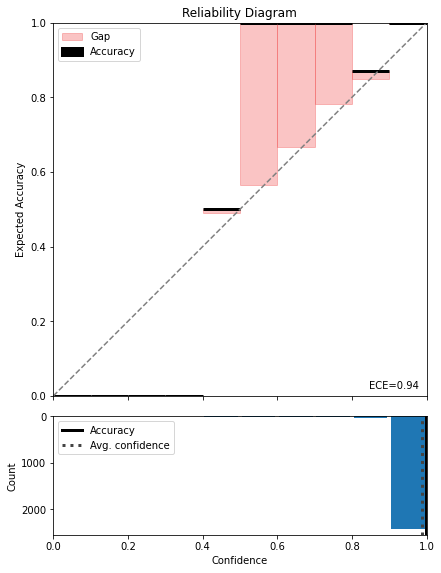 Reliability Diagram
1.0
0.8
0.6
0.4
0.2
0.0
Expected Accuracy
Gap
Accuracy
ECE=0.94
0
1000
2000
Count
Accuracy
Avg. confidence
0.0 0.2 0.4 0.6 0.8 1.0
Confidence